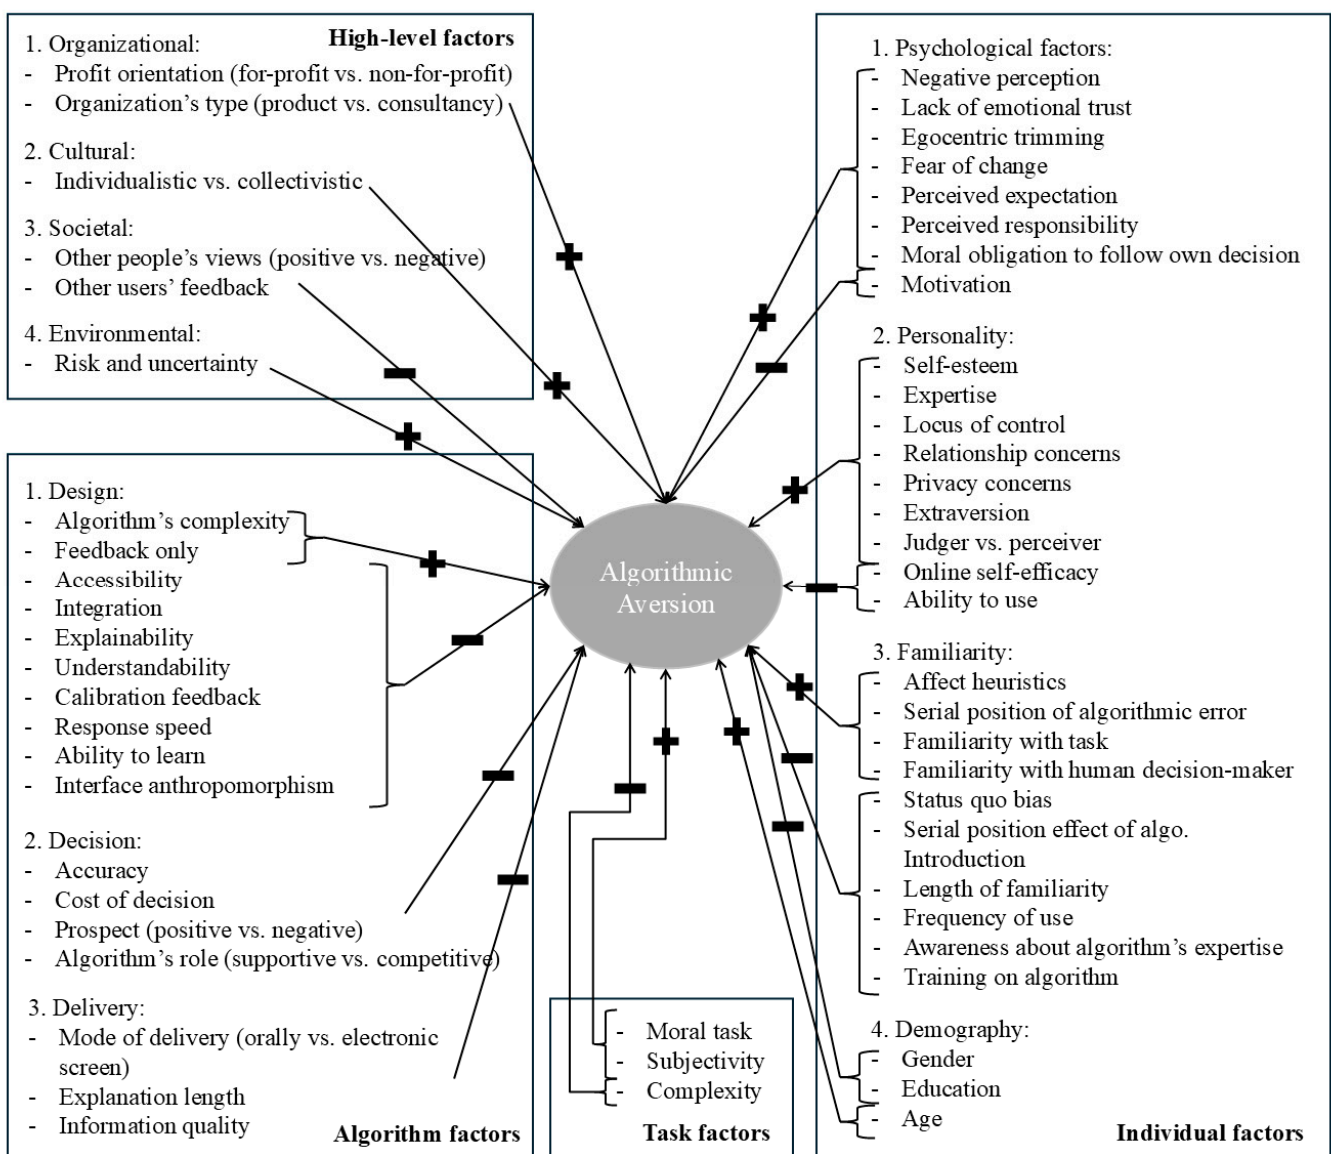 High-level factors
1. Organizational:
- Profit orientation (for-profit vs. non-for-profit)
- Organization's type (product vs. consultancy)
2. Cultural:
- Individualistic vs. collectivistic
3. Societal:
- Other people's views (positive vs. negative)
- Other users' feedback
4. Environmental:
- Risk and uncertainty
1. Design:
- Algorithm's complexity
- Feedback only
- Accessibility
- Integration
- Explainability
- Understandability
- Calibration feedback
- Response speed
- Ability to learn
- Interface anthropomorphism
2. Decision:
- Accuracy
- Cost of decision
- Prospect (positive vs. negative)
- Algorithm's role (supportive vs. competitive)
3. Delivery:
- Mode of delivery (orally vs. electronic
screen)
- Explanation length
- Information quality
Algorithm factors
Algorithmic
Aversion
- Moral task
- Subjectivity
- Complexity
Task factors
1. Psychological factors:
- Negative perception
- Lack of emotional trust
- Egocentric trimming
- Fear of change
- Perceived expectation
- Perceived responsibility
- Moral obligation to follow own decision
- Motivation
2. Personality:
- Self-esteem
- Expertise
- Locus of control
- Relationship concerns
- Privacy concerns
- Extraversion
- Judger vs. perceiver
- Online self-efficacy
- Ability to use
3. Familiarity:
- Affect heuristics
- Serial position of algorithmic error
- Familiarity with task
- Familiarity with human decision-maker
- Status quo bias
- Serial position effect of algo.
Introduction
- Length of familiarity
- Frequency of use
- Awareness about algorithm's expertise
- Training on algorithm
4. Demography:
- Gender
- Education
- Age
Individual factors